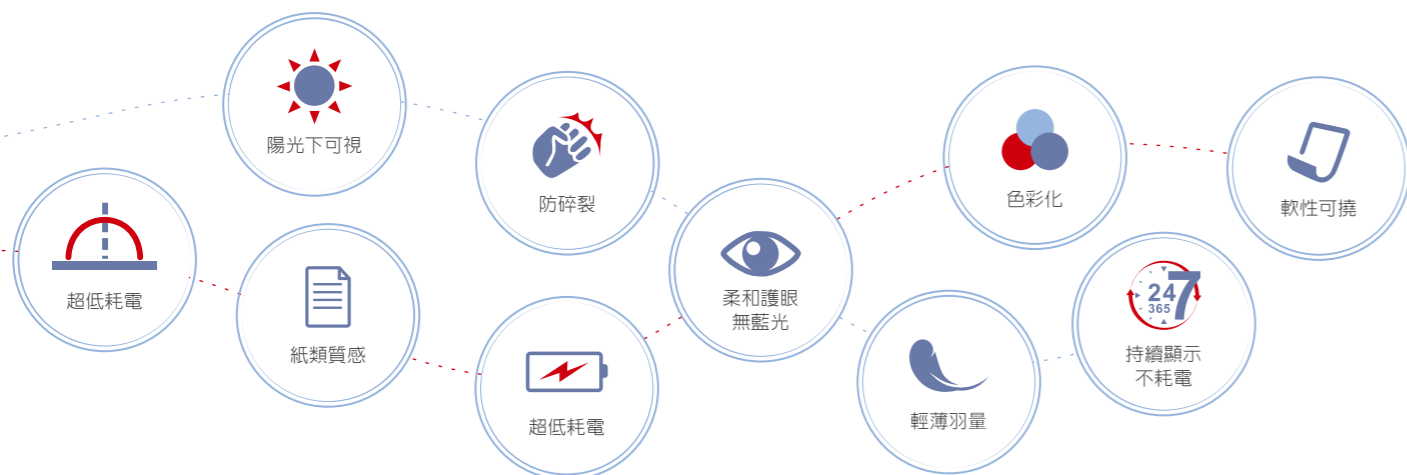 陽光下可視
防碎裂
色彩化
軟性可撓
超低耗電
紙類質感
超低耗電
柔和護眼
無藍光
輕薄羽量
24
7
365
持續顯示
不耗電